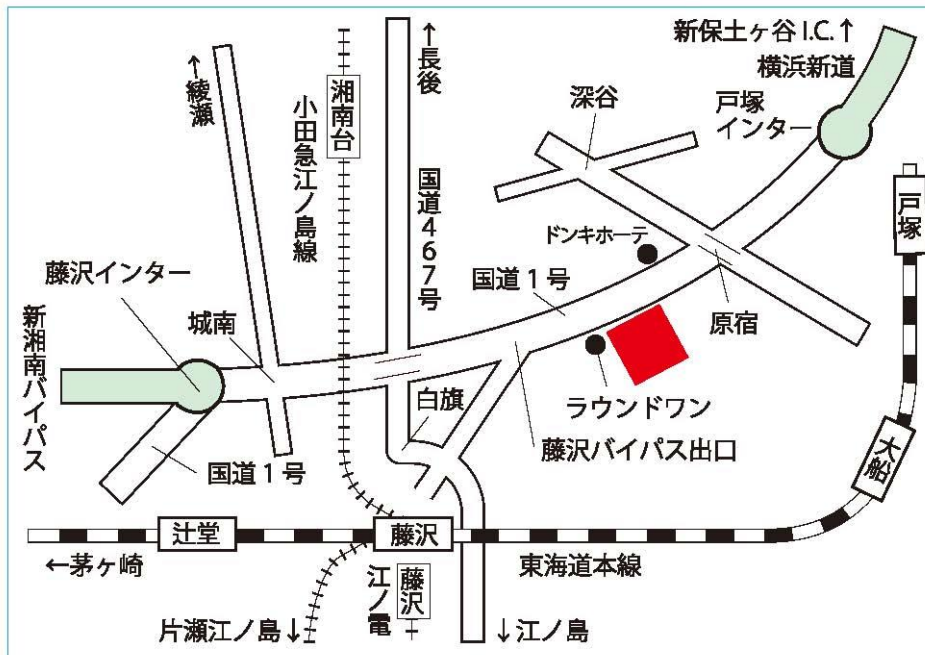 新保土ヶ谷 I.C.↑
横浜新道
戸塚
インター
深谷
↑長後
↑綾瀬
湘南台
小田急江ノ島線
国道467号
戸塚
ドンキホーテ
国道1号
原宿
藤沢インター
城南
新湘南バイパス
白旗
ラウンドワン
藤沢バイパス出口
国道1号
大船
辻堂
藤沢
←茅ヶ崎
東海道本線
藤沢
江ノ電
片瀬江ノ島↓
↓江ノ島